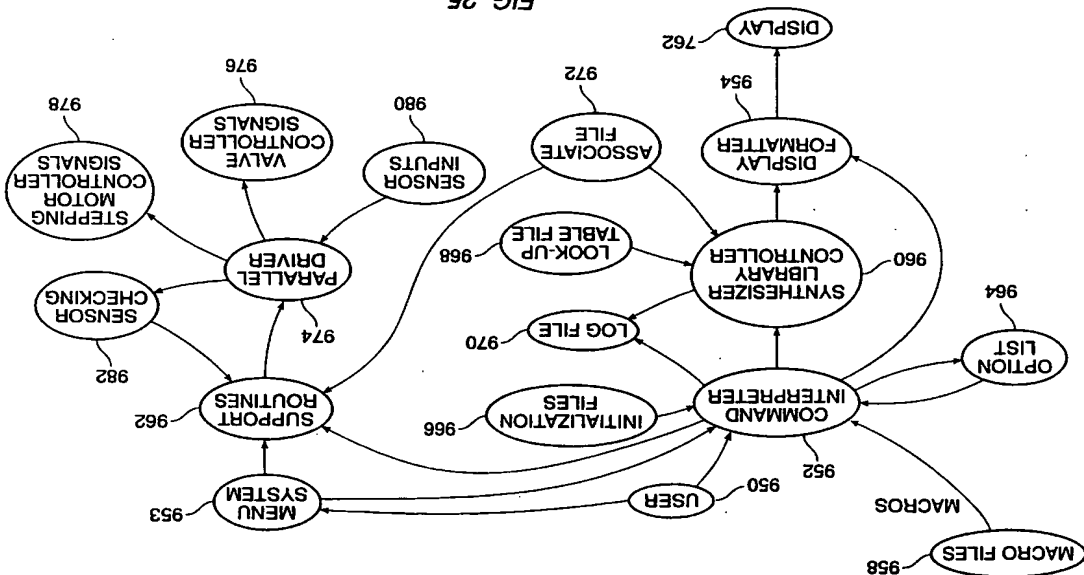 MACRO FILES
958
MACROS
USER
950
MENU
SYSTEM
953
COMMAND
INTERPRETER
952
INITIALIZATION
FILES
966
SUPPORT
ROUTINES
962
OPTION
LIST
964
LOG FILE
970
SENSOR
CHECKING
982
SYNTHESIZER
LIBRARY
CONTROLLER
960
LOOK-UP
TABLE FILE
968
PARALLEL
DRIVER
974
DISPLAY
FORMATTER
954
ASSOCIATE
FILE
972
SENSOR
INPUTS
980
VALVE
CONTROLLER
SIGNALS
976
STEPPING
MOTOR
CONTROLLER
SIGNALS
978
DISPLAY
762
FIG. 25